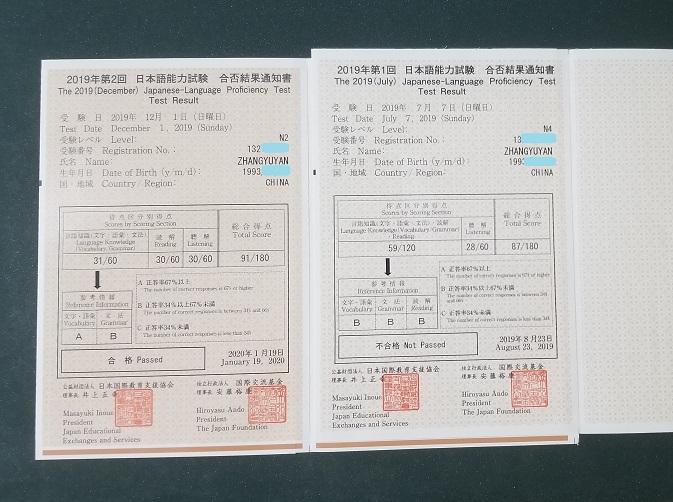 2019年第2回 日本語能力試験 合否結果通知書
The 2019(December) Japanese-Language Proficiency Test
Test Result
受 験 日 2019年 12月 1日(日曜日)
Test Date December 1, 2019 (Sunday)
受験レベル Level: N2
受験番号 Registration No.: 132
氏名 Name: ZHANGYUYAN
生年月日 Date of Birth (y/m/d): 1993
国・地域 Country/Region: CHINA
得点区分別得点
Scores by Scoring Section
総合得点
Total Score
言語知識(文字・語彙・文法)
Language Knowledge
(Vocabulary/Grammar)
読 解
Reading
聴 解
Listening
31/60 30/60 30/60 91/180
参考情報
Reference Information
文字・語彙
Vocabulary
文 法
Grammar
A B
A 正答率67%以上
The number of correct responses is 67% or higher
B 正答率34%以上67%未満
The number of correct responses is between 34% and 66%
C 正答率34%未満
The number of correct responses is less than 34%
合 格 Passed
2020年 1月19日
January 19, 2020
公益財団法人 日本国際教育支援協会
理事長 井上正
独立行政法人 国際交流基金
理事長 安藤裕康
Masayuki Inoue
President
Japan Educational
Exchanges and Services
Hiroyasu Ando
President
The Japan Foundation
2019年第1回 日本語能力試験 合否結果通知書
The 2019(July) Japanese-Language Proficiency Test
Test Result
受 験 日 2019年 7月 7日(日曜日)
Test Date July 7, 2019 (Sunday)
受験レベル Level: N4
受験番号 Registration No.: 13
氏名 Name: ZHANGYUYAN
生年月日 Date of Birth (y/m/d): 199
国・地域 Country/Region: CHINA
得点区分別得点
Scores by Scoring Section
総合得点
Total Score
言語知識(文字・語彙・文法)・読解
Language Knowledge(Vocabulary/Grammar)・
Reading
聴 解
Listening
59/120 28/60 87/180
参考情報
Reference Information
文字・語彙
Vocabulary
文 法
Grammar
読 解
Reading
B B B
A 正答率67%以上
The number of correct responses is 67% or higher
B 正答率34%以上67%未満
The number of correct responses is between 34% and 66%
C 正答率34%未満
The number of correct responses is less than 34%
不合格 Not Passed
2019年 8月23日
August 23, 2019
公益財団法人 日本国際教育支援協会
理事長 井上正
独立行政法人 国際交流基金
理事長 安藤裕康
Masayuki Inoue
President
Japan Educational
Exchanges and Services
Hiroyasu Ando
President
The Japan Foundation